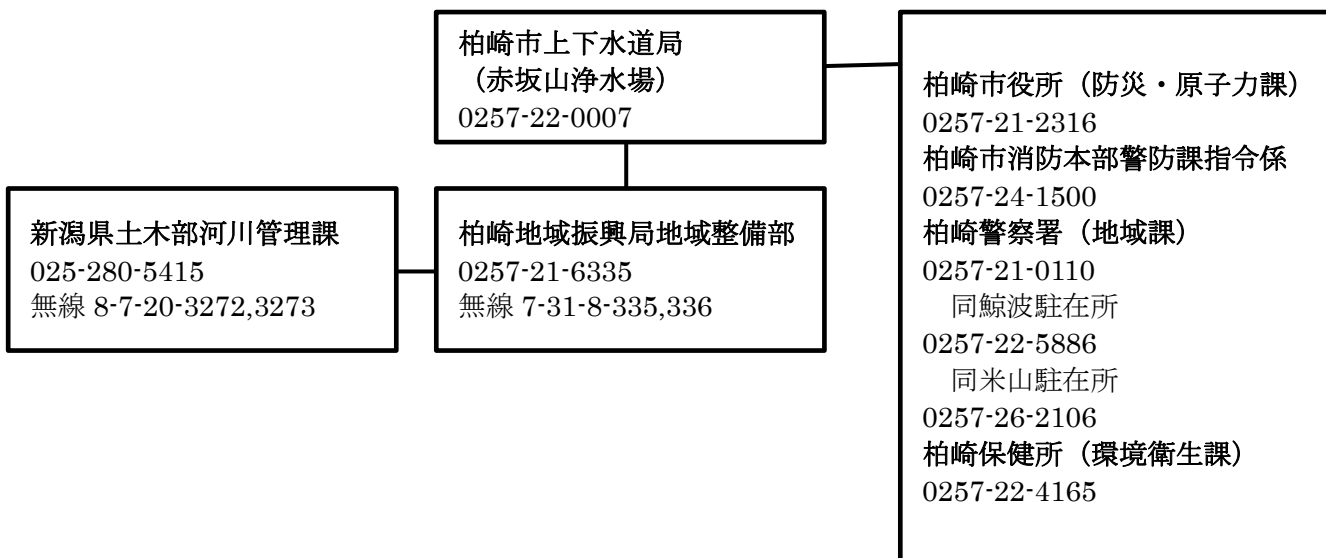 柏崎市上下水道局
（赤坂山浄水場）
0257-22-0007
新潟県土木部河川管理課
025-280-5415
無線 8-7-20-3272,3273
柏崎地域振興局地域整備部
0257-21-6335
無線 7-31-8-335,336
柏崎市役所（防災・原子力課）
0257-21-2316
柏崎市消防本部警防課指令係
0257-24-1500
柏崎警察署（地域課）
0257-21-0110
同鯨波駐在所
0257-22-5886
同米山駐在所
0257-26-2106
柏崎保健所（環境衛生課）
0257-22-4165